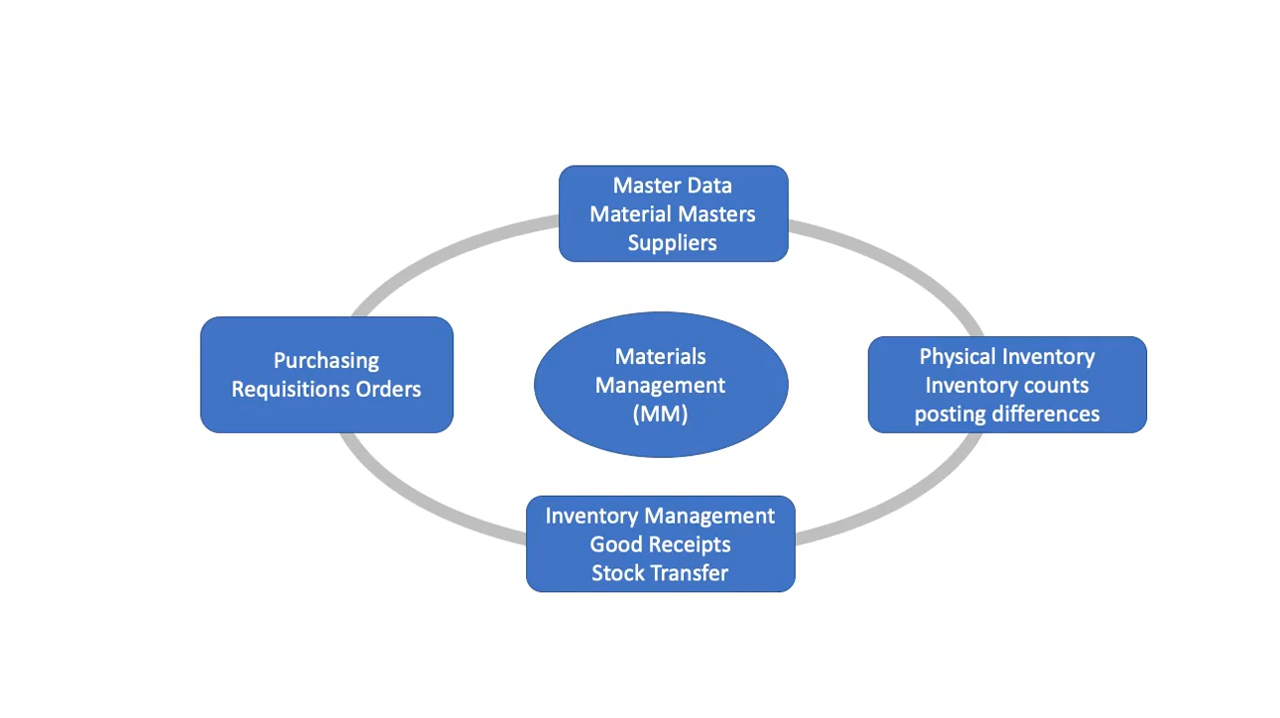 Master Data
Material Masters
Suppliers
Purchasing
Requisitions Orders
Materials
Management
(MM)
Physical Inventory
Inventory counts
posting differences
Inventory Management
Good Receipts
Stock Transfer